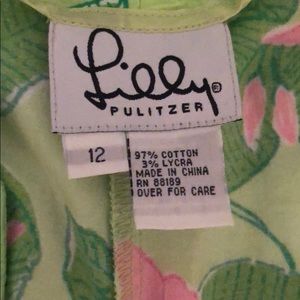 Lilly®
PULITZER
12
97% COTTON
3% LYCRA
MADE IN CHINA
RN 88189
OVER FOR CARE